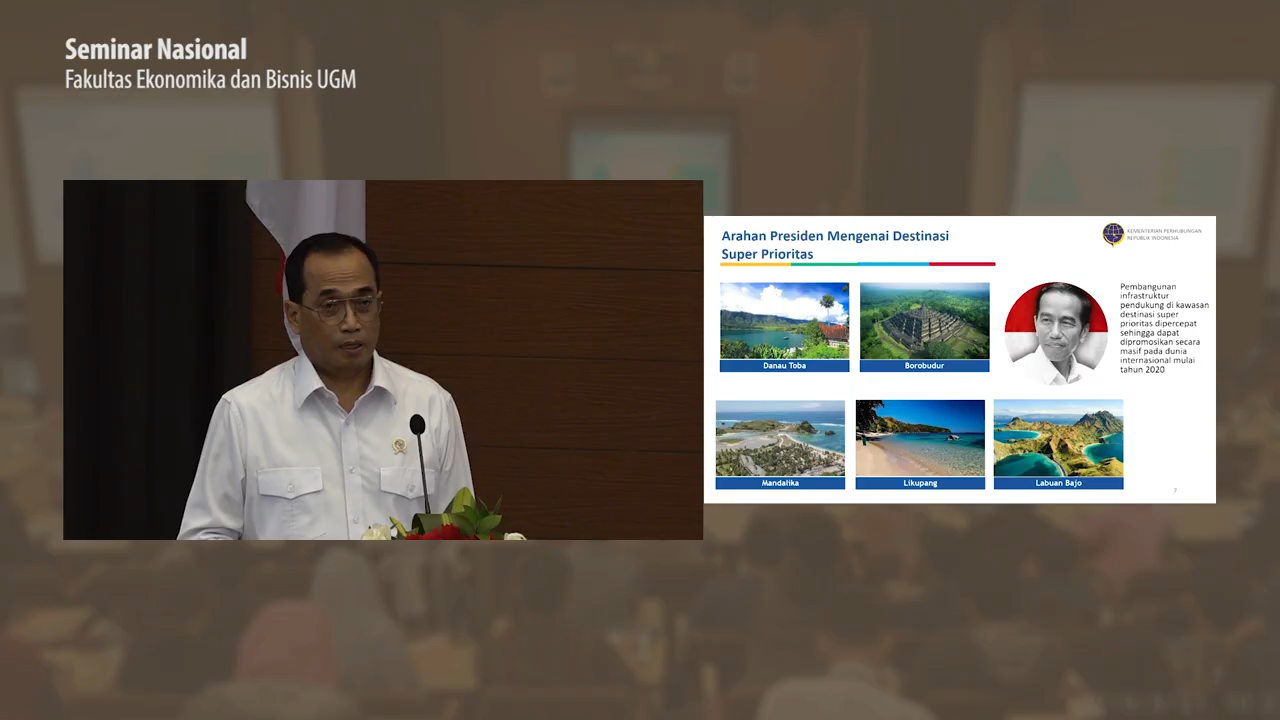 Seminar Nasional
Fakultas Ekonomika dan Bisnis UGM
Arahan Presiden Mengenai Destinasi
Super Prioritas
KEMENTERIAN PERHUBUNGAN
REPUBLIK INDONESIA
Danau Toba
Borobudur
Pembangunan
infrastruktur
pendukung di kawasan
destinasi super
prioritas dipercepat
sehingga dapat
dipromosikan secara
masif pada dunia
internasional mulai
tahun 2020
Mandalika
Likupang
Labuan Bajo
7